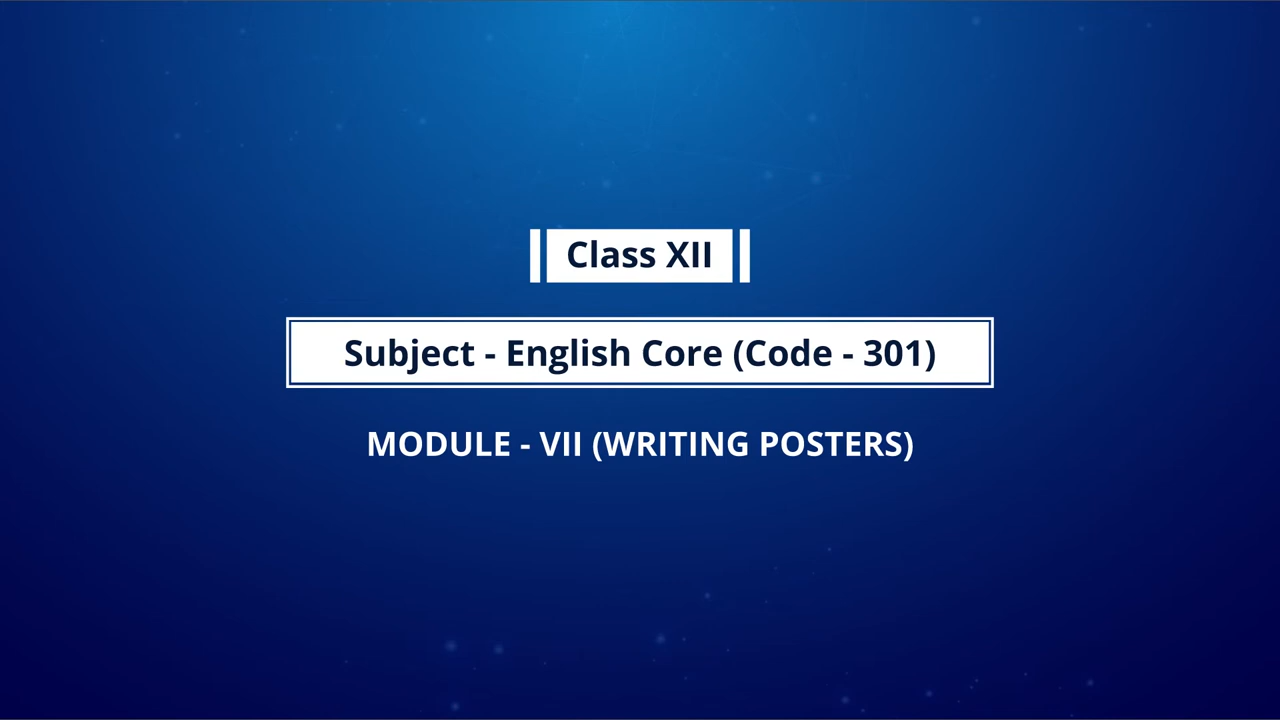 Class XII
Subject - English Core (Code - 301)
MODULE - VII (WRITING POSTERS)